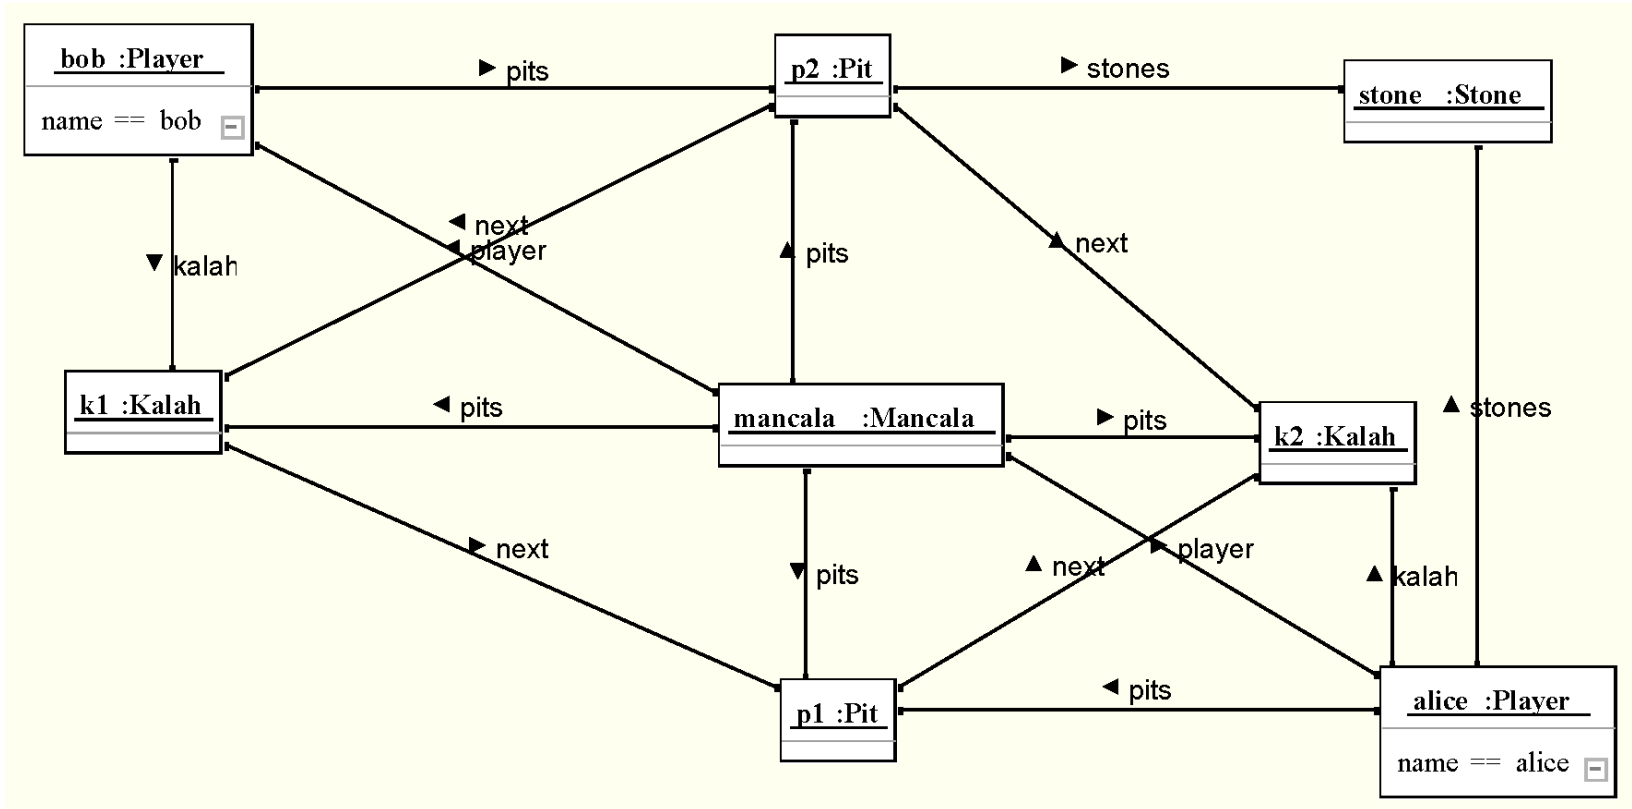 bob :Player
name == bob
► pits
p2 :Pit
► stones
stone :Stone
◄ next
◄ player
▲ pits
▲ next
▼ kalah
k1 :Kalah
◄ pits
mancala :Mancala
► pits
k2 :Kalah
▲ stones
► next
▼ pits
▲ next
► player
▲ kalah
◄ pits
p1 :Pit
alice :Player
name == alice